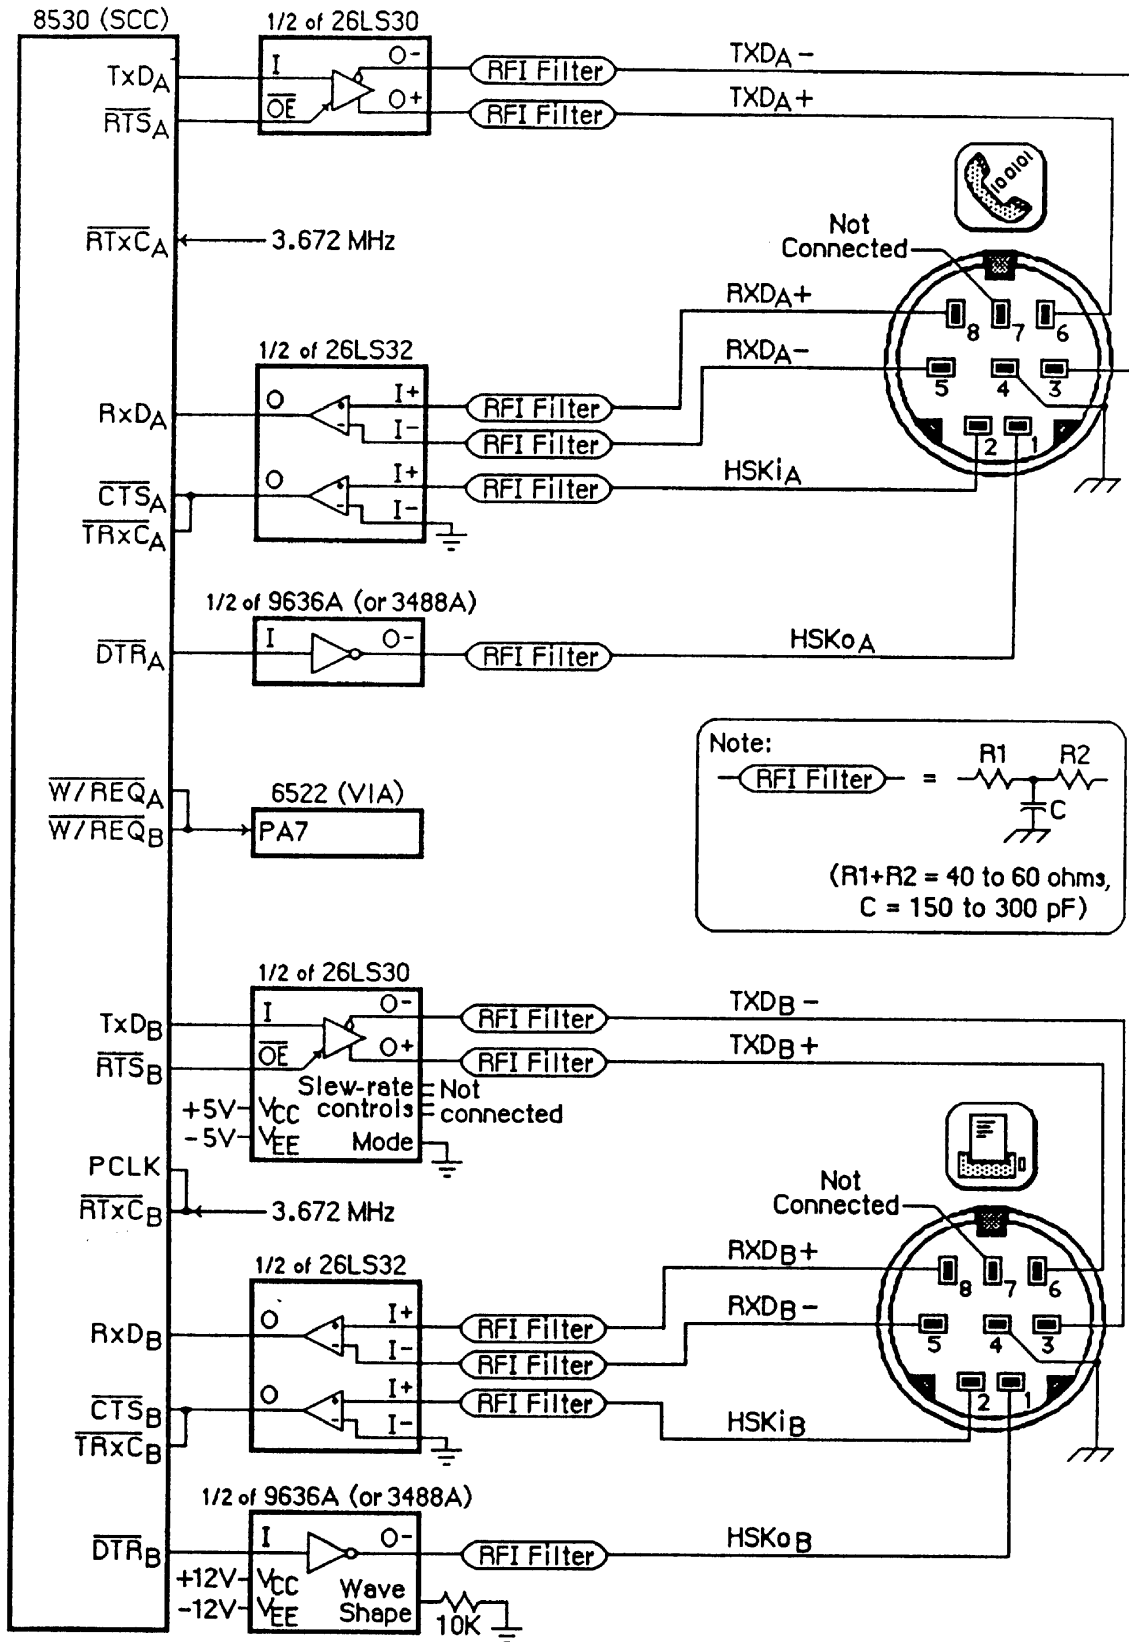 8530 (SCC)
1/2 of 26LS30
TxDA
I
O-
RFI Filter
TXDA-
RTSA
OE
O+
RFI Filter
TXDA+
100101
RTxCA
3.672 MHz
Not
Connected
RXDA+
8
7
6
1/2 of 26LS32
RXDA-
5
4
3
RxDA
O
I+
RFI Filter
I-
RFI Filter
2
1
CTSA
O
I+
RFI Filter
HSKiA
I-
TRxCA
1/2 of 9636A (or 3488A)
DTRA
I
O-
RFI Filter
HSKoA
Note:
RFI Filter
=
R1
R2
C
(R1+R2 = 40 to 60 ohms,
C = 150 to 300 pF)
W/REQA
6522 (VIA)
W/REQB
PA7
1/2 of 26LS30
TxDB
I
O-
RFI Filter
TXDB-
RTSB
OE
O+
RFI Filter
TXDB+
Slew-rate
controls
Not
connected
+5V
VCC
-5V
VEE
Mode
PCLK
RTxCB
3.672 MHz
Not
Connected
1/2 of 26LS32
RXDB+
8
7
6
RXDB-
5
4
3
RxDB
O
I+
RFI Filter
I-
RFI Filter
2
1
CTSB
O
I+
RFI Filter
HSKiB
I-
TRxCB
1/2 of 9636A (or 3488A)
DTRB
I
O-
RFI Filter
HSKoB
+12V
VCC
-12V
VEE
Wave
Shape
10K